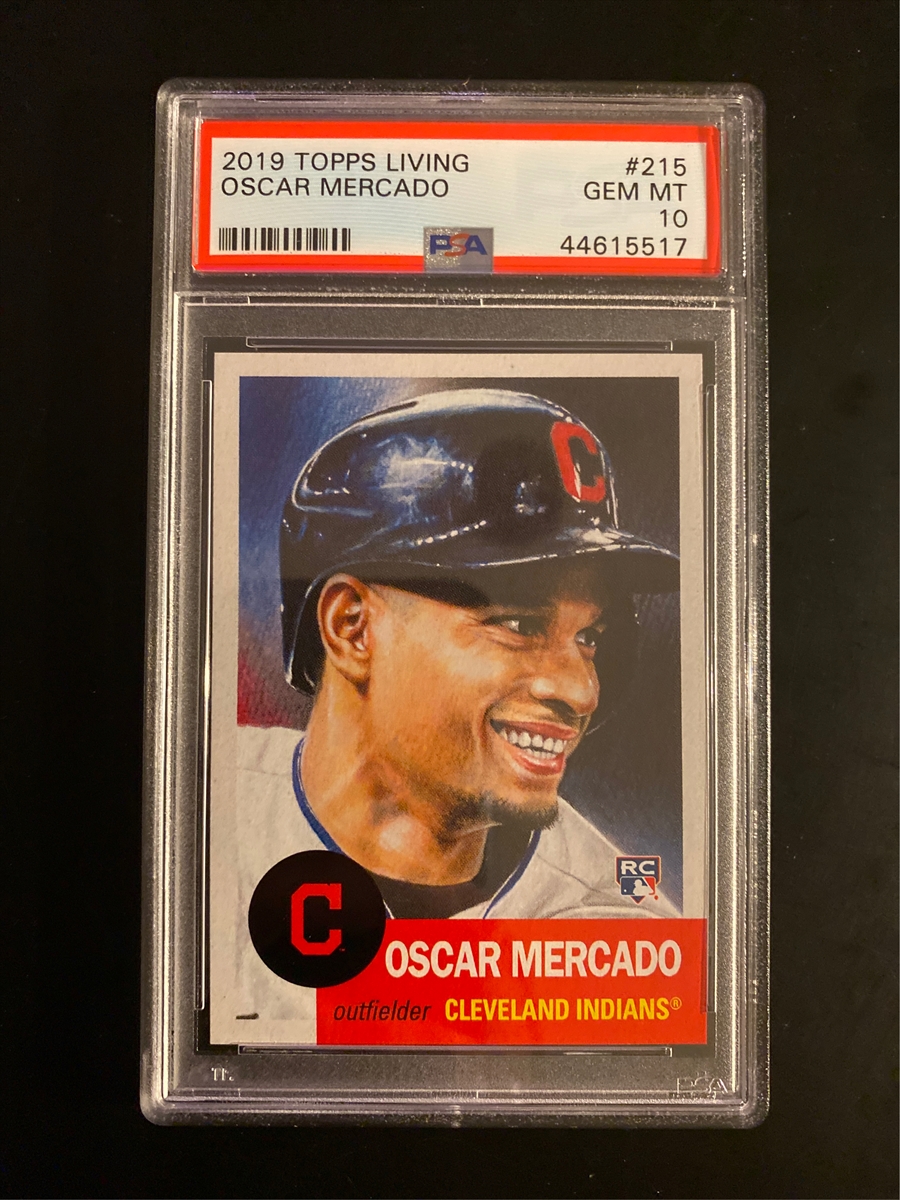 2019 TOPPS LIVING #215
OSCAR MERCADO GEM MT
10
PSA 44615517
C
RC
C
OSCAR MERCADO
outfielder CLEVELAND INDIANS®
PSA